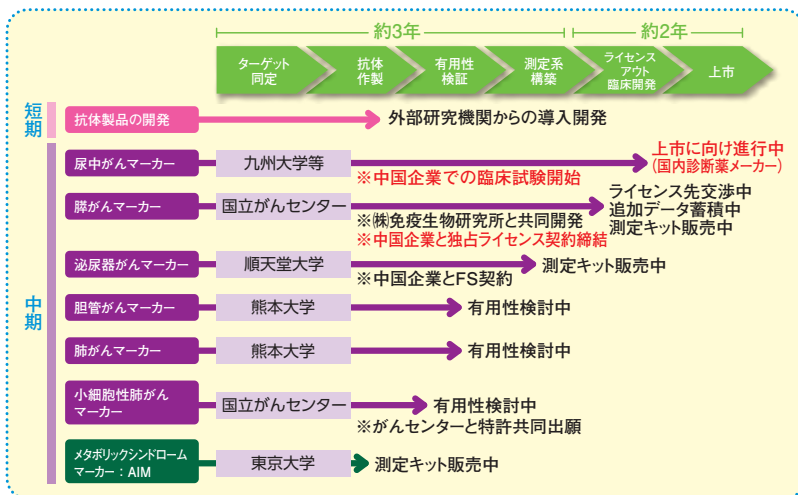 約3年
約2年
ターゲット
同定
抗体
作製
有用性
検証
測定系
構築
ライセンス
アウト
臨床開発
上市
短期
抗体製品の開発
外部研究機関からの導入開発
中期
尿中がんマーカー
九州大学等
※中国企業での臨床試験開始
上市に向け進行中
(国内診断薬メーカー)
膵がんマーカー
国立がんセンター
※㈱免疫生物研究所と共同開発
※中国企業と独占ライセンス契約締結
ライセンス先交渉中
追加データ蓄積中
測定キット販売中
泌尿器がんマーカー
順天堂大学
※中国企業とFS契約
測定キット販売中
胆管がんマーカー
熊本大学
有用性検討中
肺がんマーカー
熊本大学
有用性検討中
小細胞性肺がん
マーカー
国立がんセンター
有用性検討中
※がんセンターと特許共同出願
メタボリックシンドローム
マーカー：AIM
東京大学
測定キット販売中